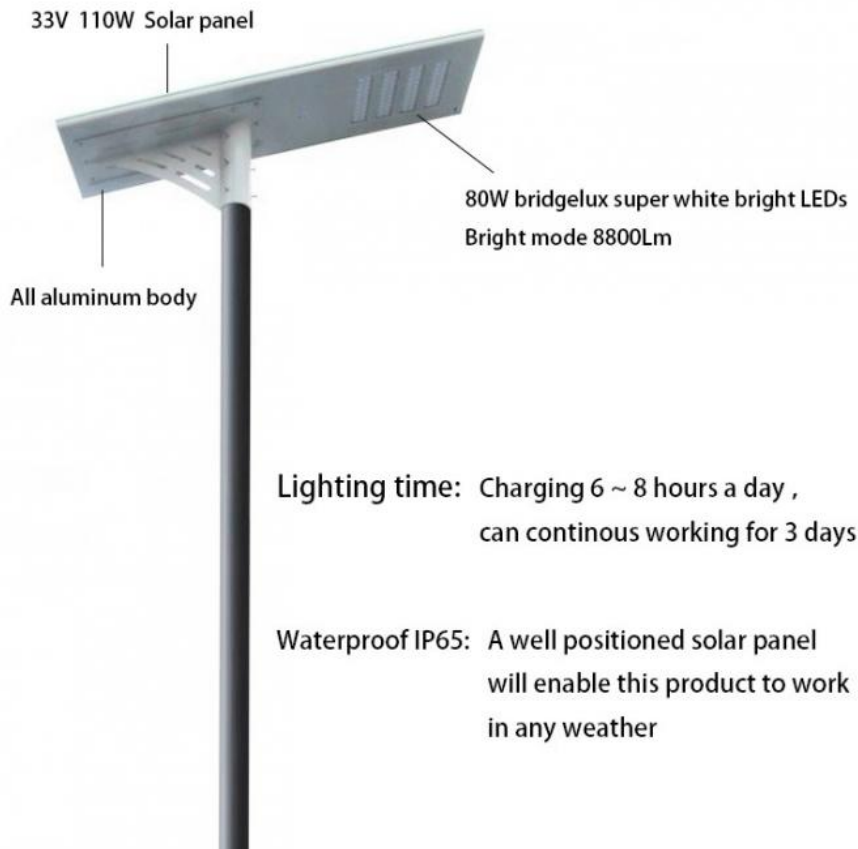 33V 110W Solar panel
80W bridgelux super white bright LEDs
Bright mode 8800Lm
All aluminum body
Lighting time: Charging 6 ~ 8 hours a day ,
can continous working for 3 days
Waterproof IP65: A well positioned solar panel
will enable this product to work
in any weather